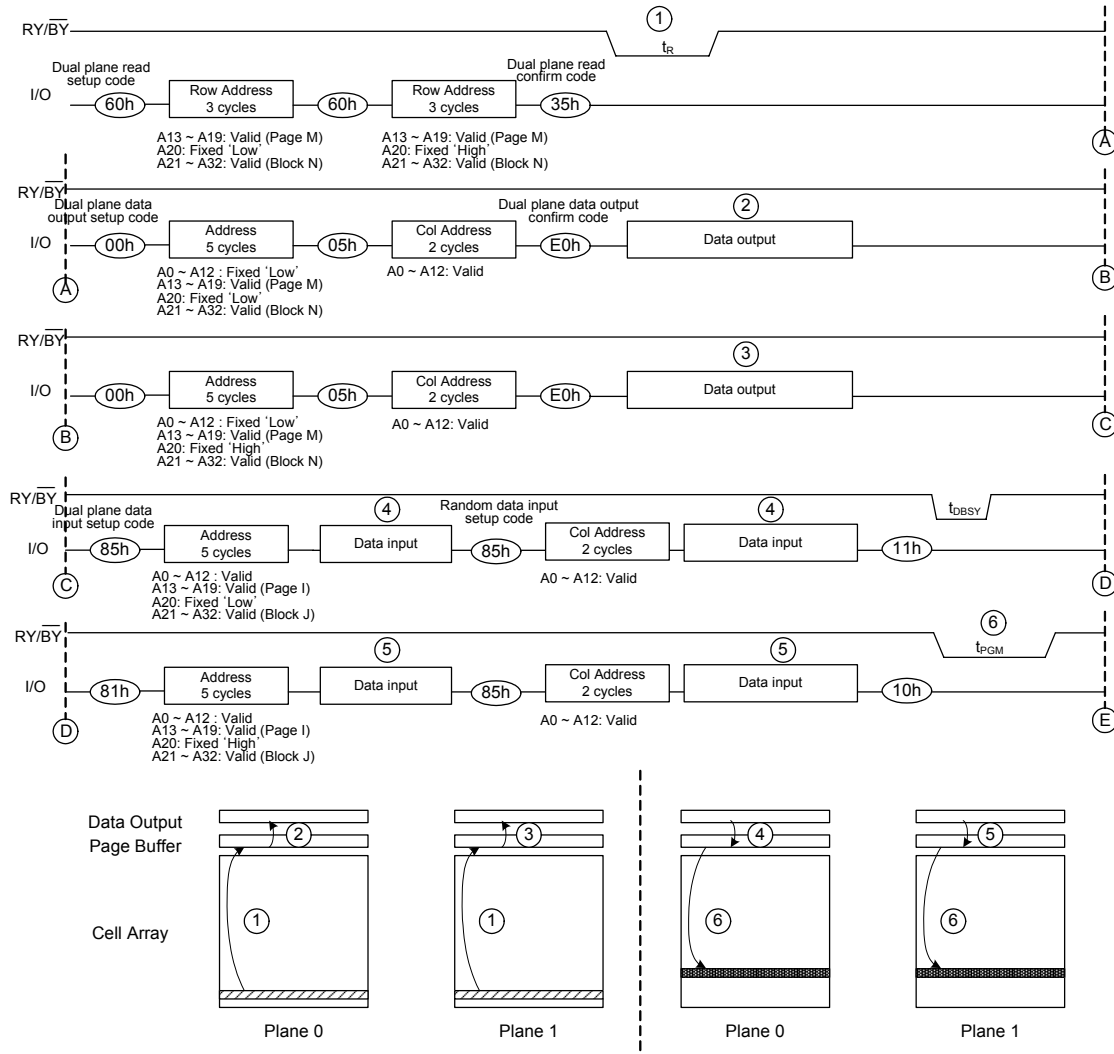 RY/BY
①
tR
Dual plane read
setup code
Dual plane read
confirm code
I/O
60h
Row Address
3 cycles
60h
Row Address
3 cycles
35h
A13 ~ A19: Valid (Page M)
A20: Fixed ‘Low’
A21 ~ A32: Valid (Block N)
A13 ~ A19: Valid (Page M)
A20: Fixed ‘High’
A21 ~ A32: Valid (Block N)
A
RY/BY
Dual plane data
output setup code
Dual plane data output
confirm code
②
I/O
00h
Address
5 cycles
05h
Col Address
2 cycles
E0h
Data output
A0 ~ A12 : Fixed ‘Low’
A13 ~ A19: Valid (Page M)
A20: Fixed ‘Low’
A21 ~ A32: Valid (Block N)
A0 ~ A12: Valid
A
B
RY/BY
③
I/O
00h
Address
5 cycles
05h
Col Address
2 cycles
E0h
Data output
A0 ~ A12 : Fixed ‘Low’
A13 ~ A19: Valid (Page M)
A20: Fixed ‘High’
A21 ~ A32: Valid (Block N)
A0 ~ A12: Valid
B
C
RY/BY
tDBSY
Dual plane data
input setup code
④
Random data input
setup code
④
I/O
85h
Address
5 cycles
Data input
85h
Col Address
2 cycles
Data input
11h
A0 ~ A12 : Valid
A13 ~ A19: Valid (Page I)
A20: Fixed ‘Low’
A21 ~ A32: Valid (Block J)
A0 ~ A12: Valid
C
D
RY/BY
⑥
tPGM
⑤
⑤
I/O
81h
Address
5 cycles
Data input
85h
Col Address
2 cycles
Data input
10h
A0 ~ A12 : Valid
A13 ~ A19: Valid (Page I)
A20: Fixed ‘High’
A21 ~ A32: Valid (Block J)
A0 ~ A12: Valid
D
E
Data Output
Page Buffer
②
③
④
⑤
Cell Array
①
①
⑥
⑥
Plane 0
Plane 1
Plane 0
Plane 1